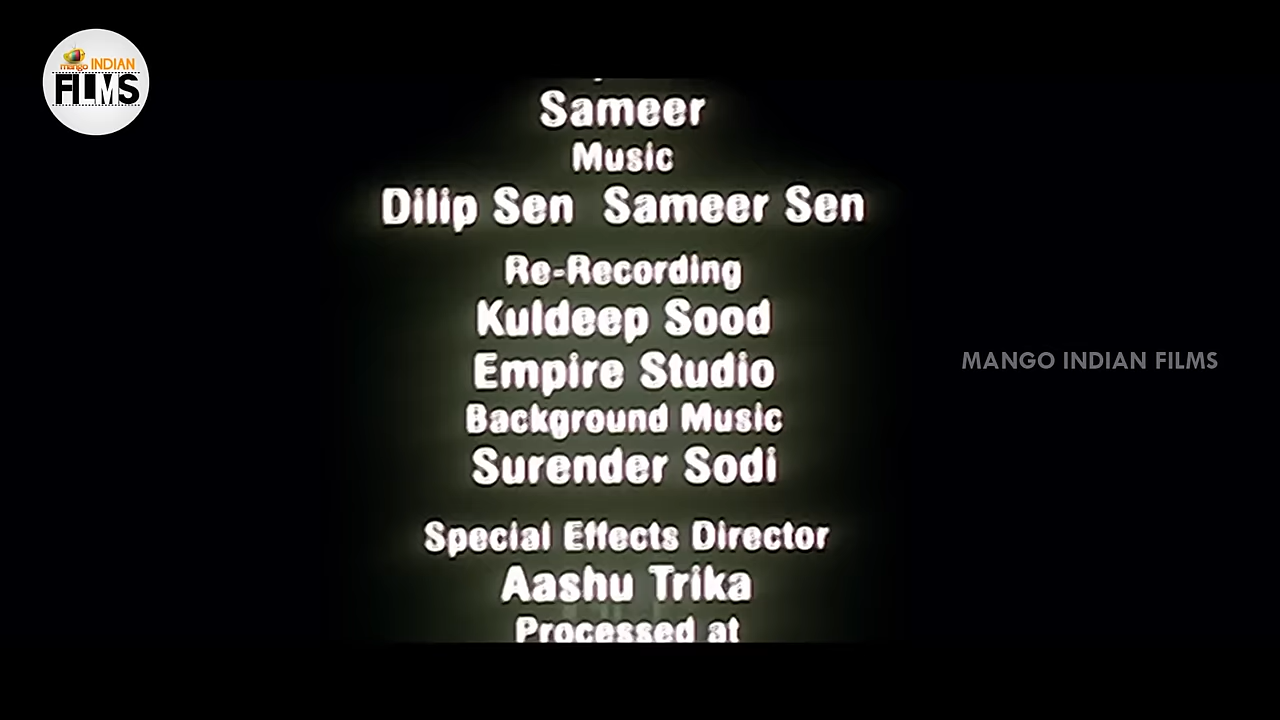 mango INDIAN
FILMS
Sameer
Music
Dilip Sen Sameer Sen
Re-Recording
Kuldeep Sood
Empire Studio
Background Music
Surender Sodi
Special Effects Director
Aashu Trika
Processed at
MANGO INDIAN FILMS